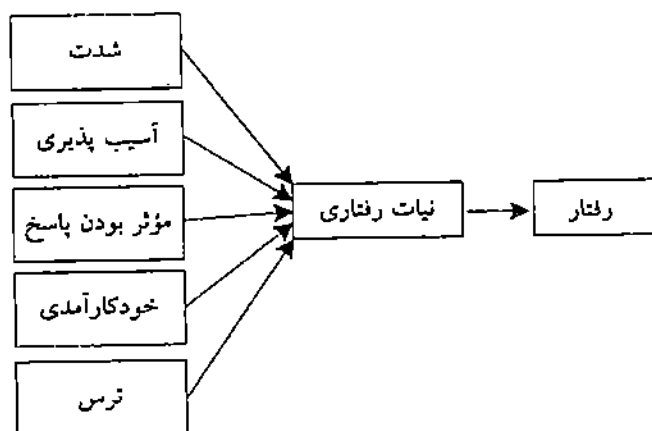 شدت
آسیب پذیری
مؤثر بودن پاسخ
نیات رفتاری
رفتار
خودکارآمدی
ترس